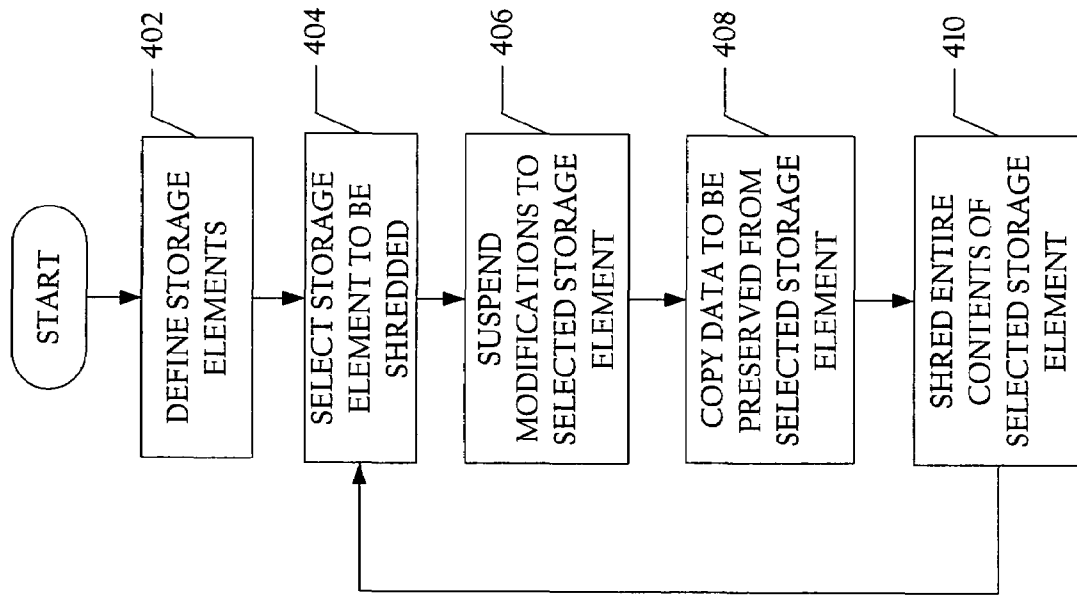 START
DEFINE STORAGE
ELEMENTS
402
SELECT STORAGE
ELEMENT TO BE
SHREDDED
404
SUSPEND
MODIFICATIONS TO
SELECTED STORAGE
ELEMENT
406
COPY DATA TO BE
PRESERVED FROM
SELECTED STORAGE
ELEMENT
408
SHRED ENTIRE
CONTENTS OF
SELECTED STORAGE
ELEMENT
410